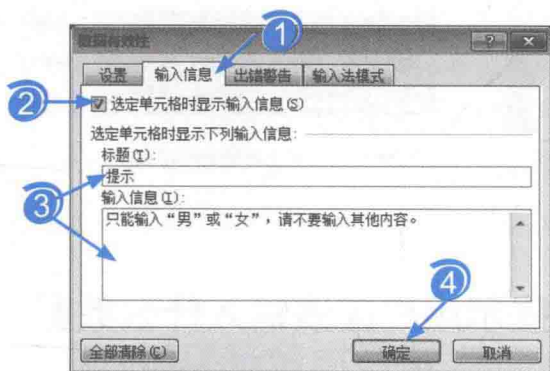 数据有效性
设置 输入信息 出错警告 输入法模式
选定单元格时显示输入信息(S)
选定单元格时显示下列输入信息:
标题(T):
提示
输入信息(I):
只能输入“男”或“女”，请不要输入其他内容。
全部清除(C) 确定 取消
1
2
3
4